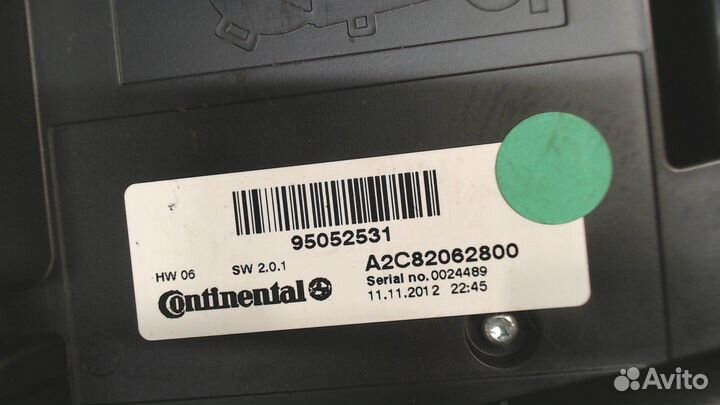 95052531
HW 06 SW 2.0.1 A2C82062800
Serial no.0024489
Continental 11.11.2012 22:45
Avito